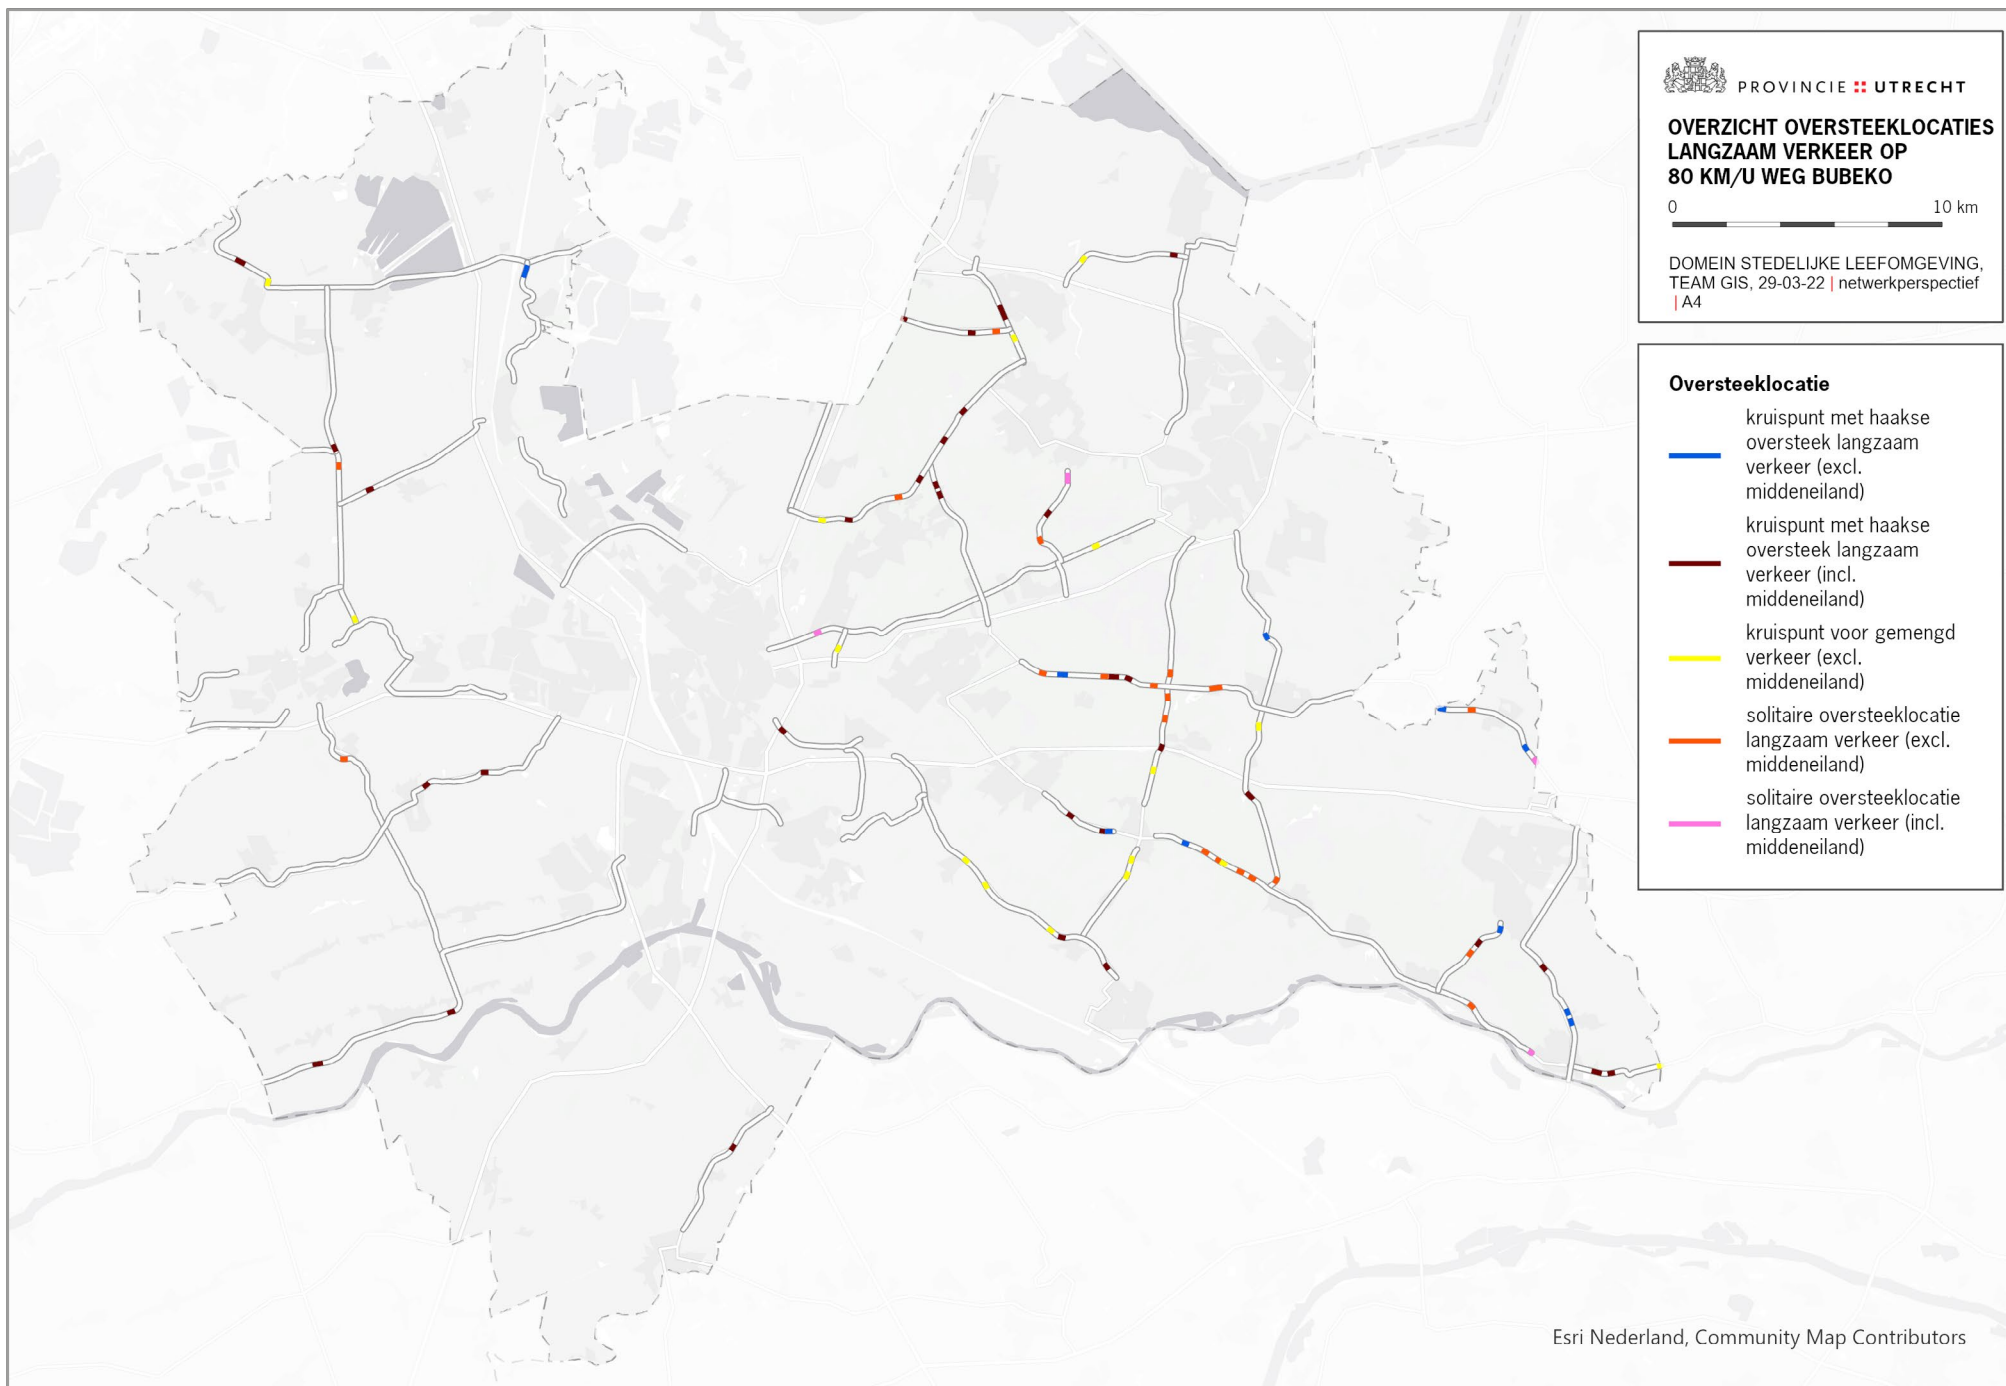 PROVINCIE UTRECHT
OVERZICHT OVERSTEEKLOCATIES
LANGZAAM VERKEER OP
80 KM/U WEG BUBEKO
0 10 km
DOMEIN STEDELIJKE LEEFOMGEVING,
TEAM GIS, 29-03-22 | netwerkperspectief
| A4
Oversteeklocatie
kruispunt met haakse
oversteek langzaam
verkeer (excl.
middeneiland)
kruispunt met haakse
oversteek langzaam
verkeer (incl.
middeneiland)
kruispunt voor gemengd
verkeer (excl.
middeneiland)
solitaire oversteeklocatie
langzaam verkeer (excl.
middeneiland)
solitaire oversteeklocatie
langzaam verkeer (incl.
middeneiland)
Esri Nederland, Community Map Contributors